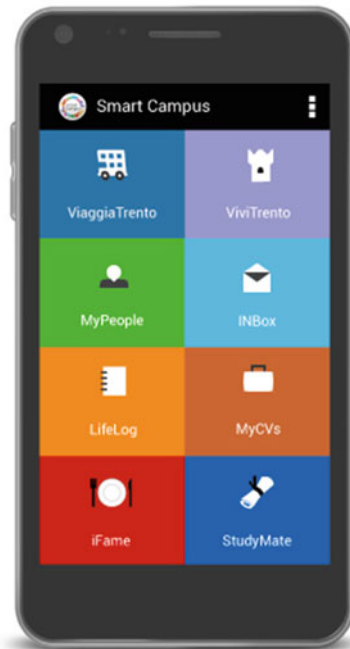 Smart Campus
ViaggiaTrento
ViviTrento
MyPeople
INBox
LifeLog
MyCVs
iFame
StudyMate